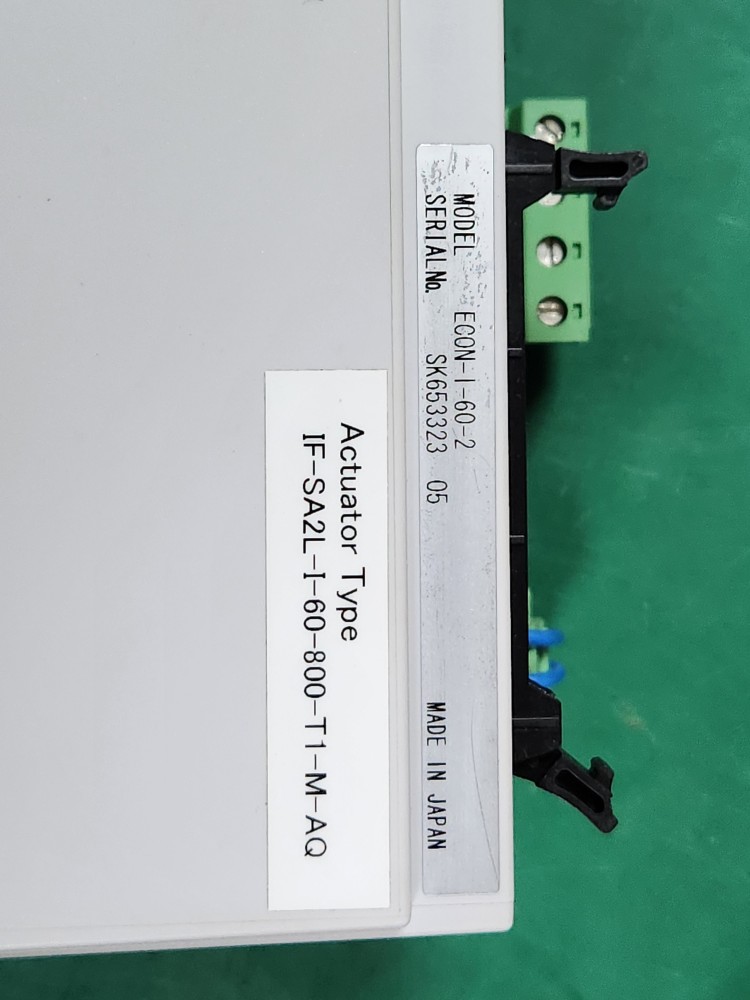 MODEL ECON-I-60-2
SERIAL No. SK653323 05 MADE IN JAPAN
Actuator Type
IF-SA2L-I-60-800-T1-M-AQ